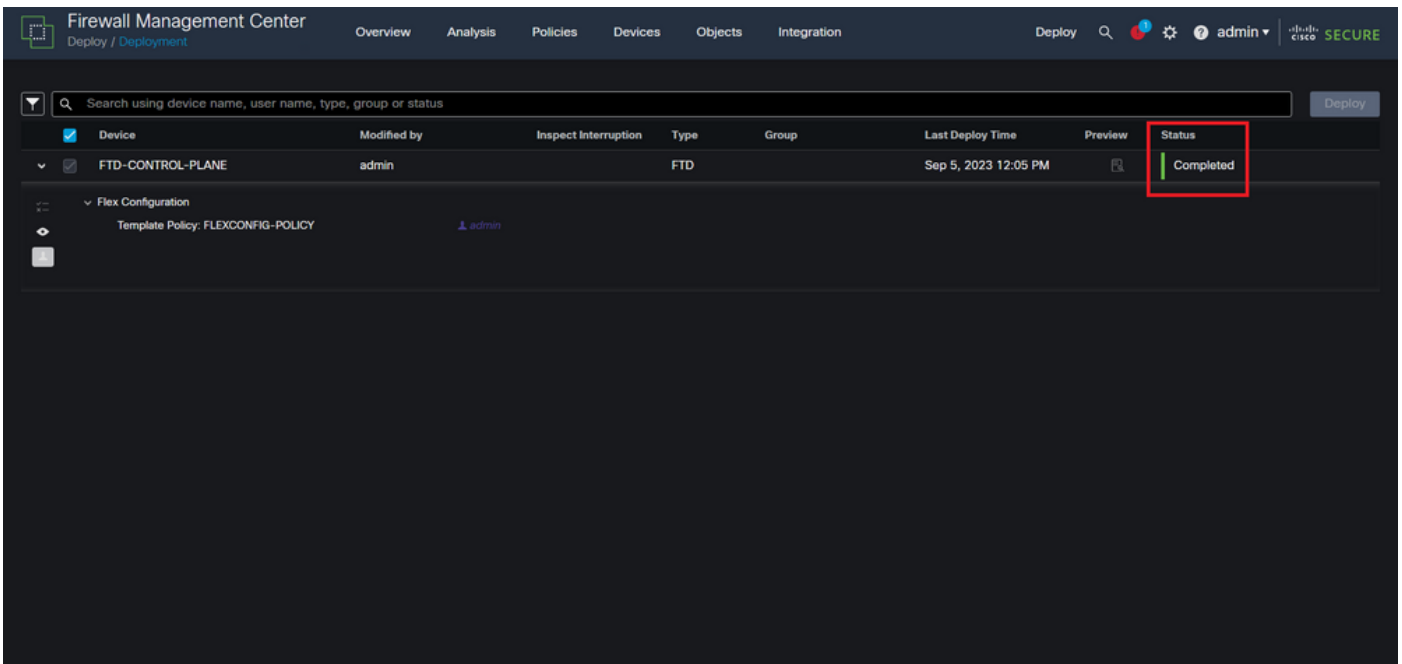 Firewall Management Center
Deploy / Deployment
Overview Analysis Policies Devices Objects Integration Deploy 1 ? admin ▾ cisco SECURE
Search using device name, user name, type, group or status Deploy
Device Modified by Inspect Interruption Type Group Last Deploy Time Preview Status
FTD-CONTROL-PLANE admin FTD Sep 5, 2023 12:05 PM Completed
Flex Configuration
Template Policy: FLEXCONFIG-POLICY admin